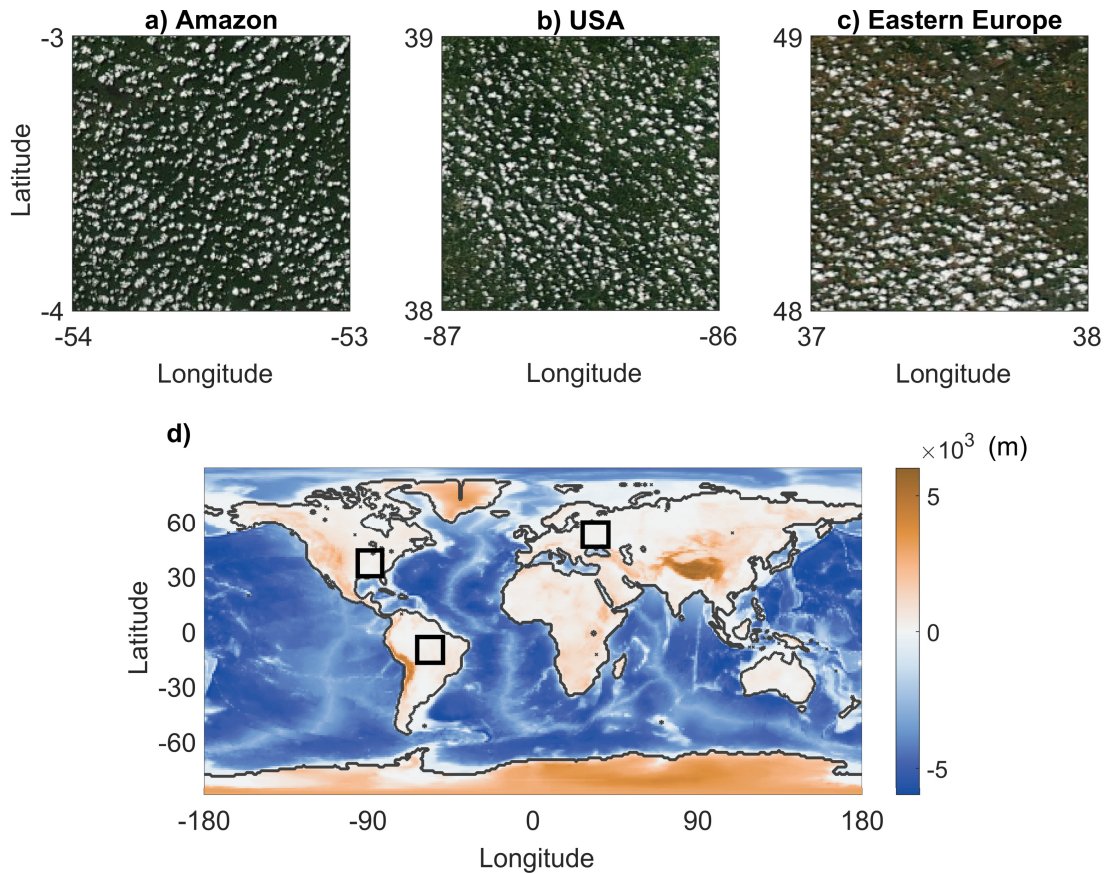 a) Amazon
b) USA
c) Eastern Europe
-3
39
49
Latitude
-4
38
48
-54
-53
-87
-86
37
38
Longitude
Longitude
Longitude
d)
×10³ (m)
60
30
0
-30
-60
Latitude
5
0
-5
-180
-90
0
90
180
Longitude